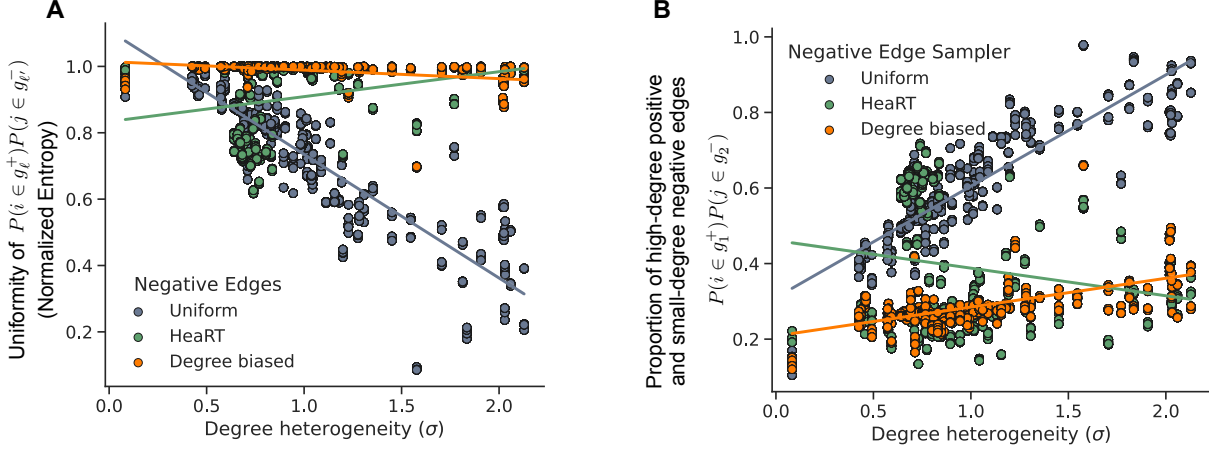 A
Uniformity of P(i ∈ g_ℓ^+)P(j ∈ g_ℓ'^−)
(Normalized Entropy)
1.0
0.8
0.6
0.4
0.2
Negative Edges
Uniform
HeaRT
Degree biased
0.0
0.5
1.0
1.5
2.0
Degree heterogeneity (σ)
B
Proportion of high-degree positive
and small-degree negative edges
P(i ∈ g_1^+)P(j ∈ g_2^−)
1.0
0.8
0.6
0.4
0.2
Negative Edge Sampler
Uniform
HeaRT
Degree biased
0.0
0.5
1.0
1.5
2.0
Degree heterogeneity (σ)